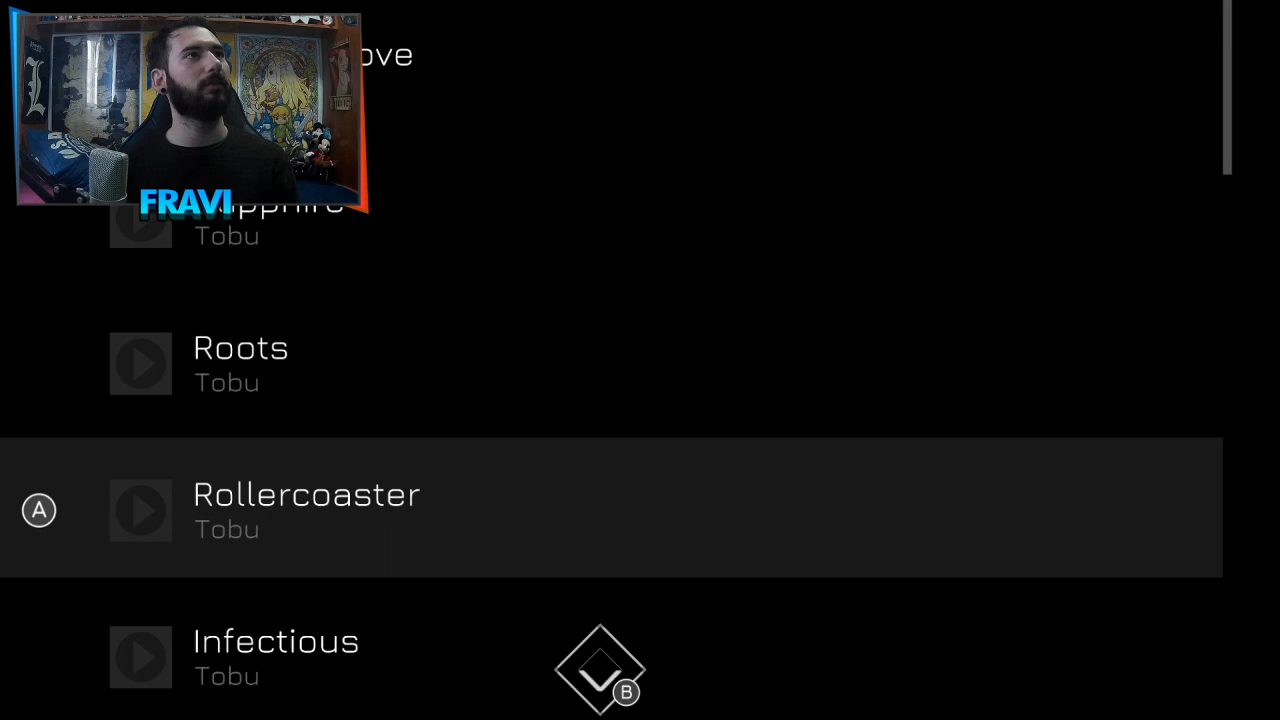 FRAVI
Tobu
Roots
Tobu
A
Rollercoaster
Tobu
Infectious
Tobu
B